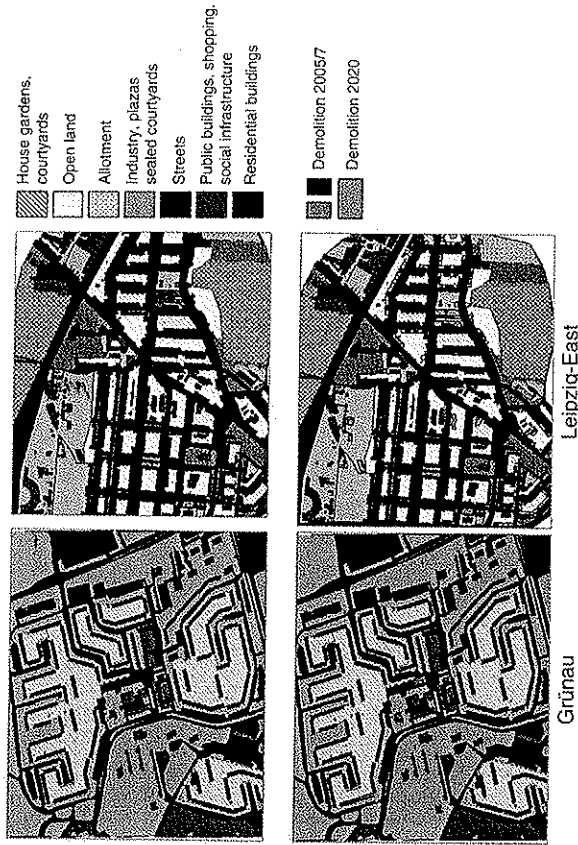 House gardens,
courtyards
Open land
Allotment
Industry, plazas
sealed courtyards
Streets
Public buildings, shopping,
social infrastructure
Residential buildings
Demolition 2005/7
Demolition 2020
Grünau
Leipzig-East